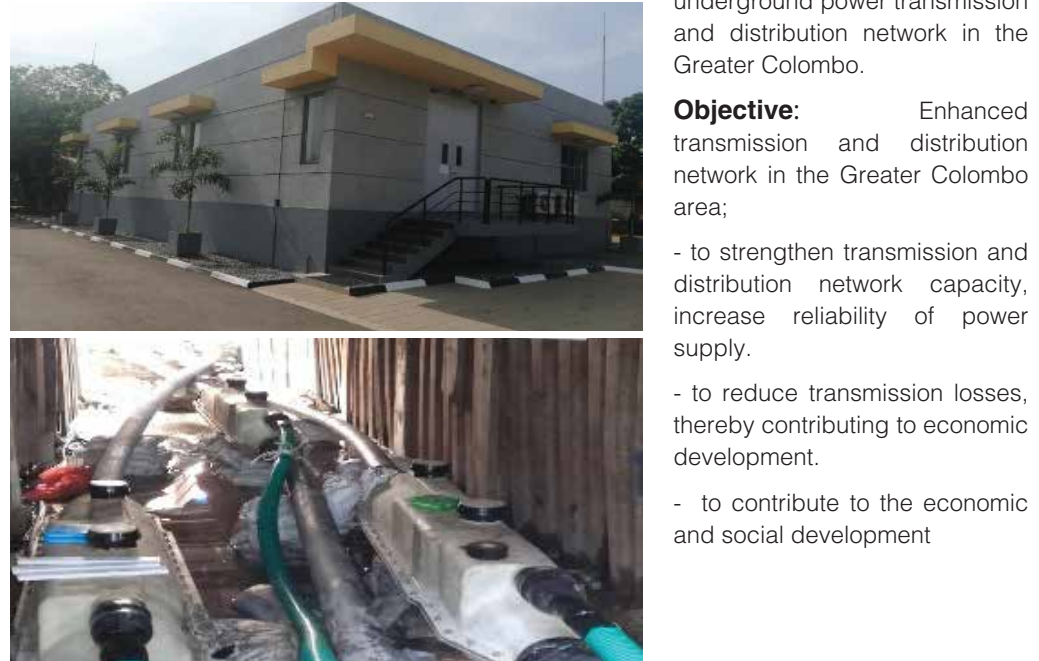 underground power transmission
and distribution network in the
Greater Colombo.
Objective: Enhanced
transmission and distribution
network in the Greater Colombo
area;
- to strengthen transmission and
distribution network capacity,
increase reliability of power
supply.
- to reduce transmission losses,
thereby contributing to economic
development.
- to contribute to the economic
and social development